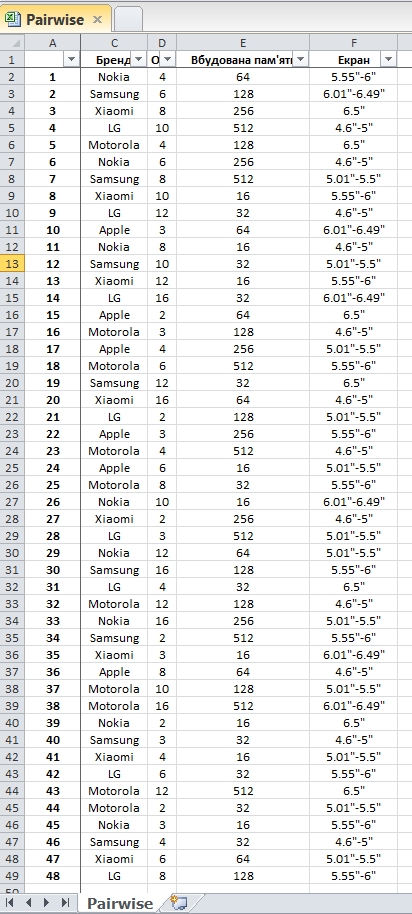 Pairwise
A C D E F
1 Бренд О Вбудована пам'ять Екран
2 1 Nokia 4 64 5.55"-6"
3 2 Samsung 6 128 6.01"-6.49"
4 3 Xiaomi 8 256 6.5"
5 4 LG 10 512 4.6"-5"
6 5 Motorola 4 128 6.5"
7 6 Nokia 6 256 4.6"-5"
8 7 Samsung 8 512 5.01"-5.5"
9 8 Xiaomi 10 16 5.55"-6"
10 9 LG 12 32 4.6"-5"
11 10 Apple 3 64 6.01"-6.49"
12 11 Nokia 8 16 4.6"-5"
13 12 Samsung 10 32 5.01"-5.5"
14 13 Xiaomi 12 16 5.55"-6"
15 14 LG 16 32 6.01"-6.49"
16 15 Apple 2 64 6.5"
17 16 Motorola 3 128 4.6"-5"
18 17 Apple 4 256 5.01"-5.5"
19 18 Motorola 6 512 5.55"-6"
20 19 Samsung 12 32 6.5"
21 20 Xiaomi 16 64 4.6"-5"
22 21 LG 2 128 5.01"-5.5"
23 22 Apple 3 256 5.55"-6"
24 23 Motorola 4 512 4.6"-5"
25 24 Apple 6 16 5.01"-5.5"
26 25 Motorola 8 32 5.55"-6"
27 26 Nokia 10 16 6.01"-6.49"
28 27 Xiaomi 2 256 4.6"-5"
29 28 LG 3 512 5.01"-5.5"
30 29 Nokia 12 64 5.01"-5.5"
31 30 Samsung 16 128 5.55"-6"
32 31 LG 4 32 6.5"
33 32 Motorola 12 128 4.6"-5"
34 33 Nokia 16 256 5.01"-5.5"
35 34 Samsung 2 512 5.55"-6"
36 35 Xiaomi 3 16 6.01"-6.49"
37 36 Apple 8 64 4.6"-5"
38 37 Motorola 10 128 5.01"-5.5"
39 38 Motorola 16 512 6.01"-6.49"
40 39 Nokia 2 16 6.5"
41 40 Samsung 3 32 4.6"-5"
42 41 Xiaomi 4 16 5.01"-5.5"
43 42 LG 6 32 5.55"-6"
44 43 Motorola 12 512 6.5"
45 44 Motorola 2 32 5.01"-5.5"
46 45 Nokia 3 16 5.55"-6"
47 46 Samsung 4 32 4.6"-5"
48 47 Xiaomi 6 64 5.01"-5.5"
49 48 LG 8 128 5.55"-6"
Pairwise